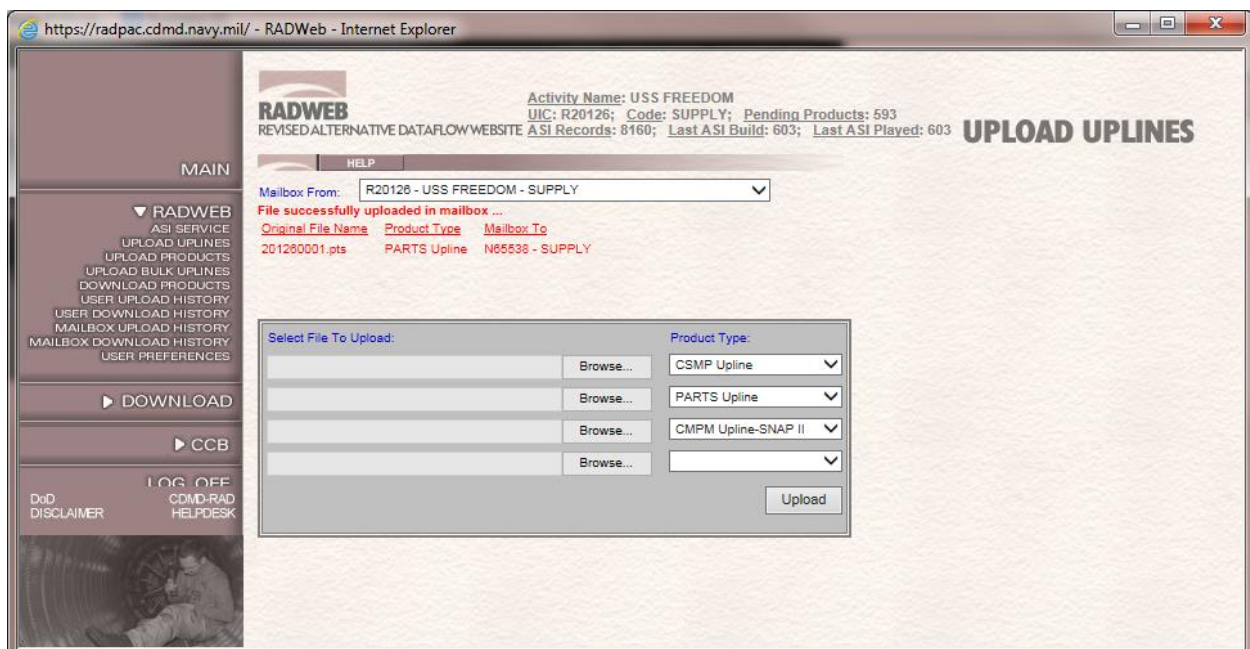 https://radpac.cdmd.navy.mil/ - RADWeb - Internet Explorer
RADWEB
REVISED ALTERNATIVE DATAFLOW WEBSITE
Activity Name: USS FREEDOM
UIC: R20126; Code: SUPPLY; Pending Products: 593
ASI Records: 8160; Last ASI Build: 603; Last ASI Played: 603
UPLOAD UPLINES
HELP
MAIN
RADWEB
ASI SERVICE
UPLOAD UPLINES
UPLOAD PRODUCTS
UPLOAD BULK UPLINES
DOWNLOAD PRODUCTS
USER UPLOAD HISTORY
USER DOWNLOAD HISTORY
MAILBOX UPLOAD HISTORY
MAILBOX DOWNLOAD HISTORY
USER PREFERENCES
DOWNLOAD
CCB
LOG OFF
DoD CDMD-RAD
DISCLAIMER HELPDESK
Mailbox From: R20126 - USS FREEDOM - SUPPLY
File successfully uploaded in mailbox ...
Original File Name Product Type Mailbox To
201260001.pts PARTS Upline N65538 - SUPPLY
Select File To Upload: Product Type:
Browse... CSMP Upline
Browse... PARTS Upline
Browse... CMPM Upline-SNAP II
Browse...
Upload